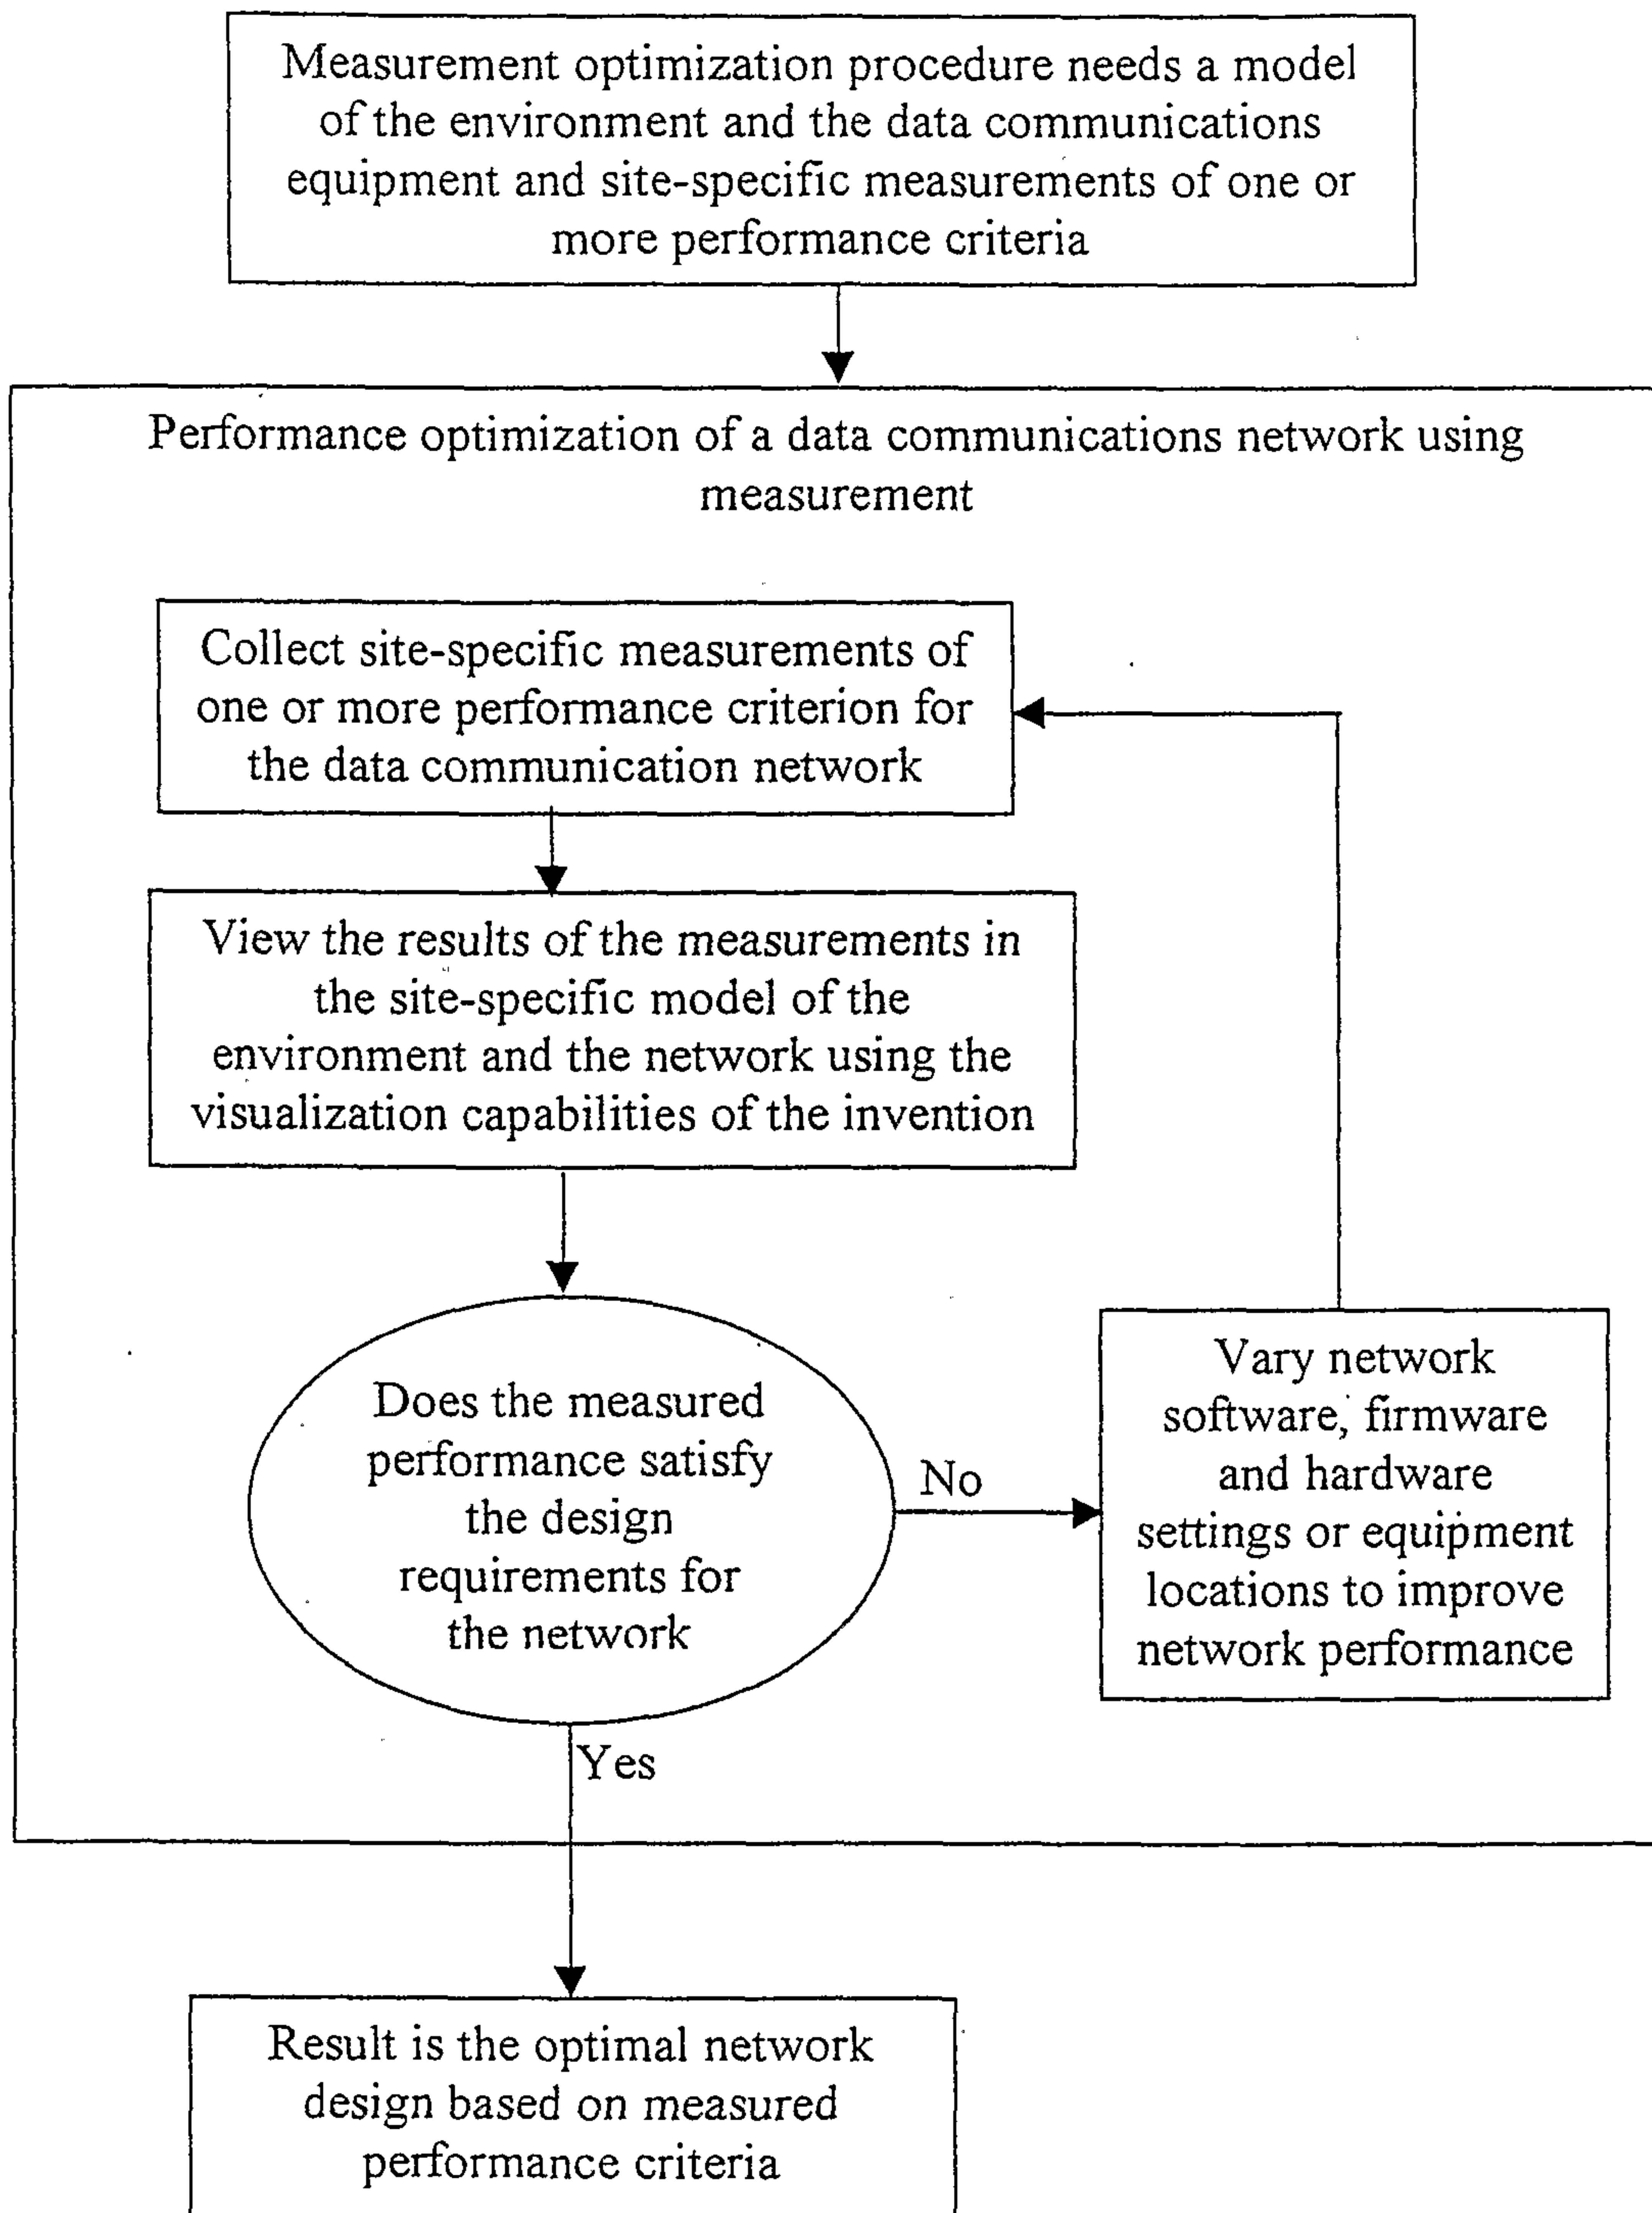 Measurement optimization procedure needs a model
of the environment and the data communications
equipment and site-specific measurements of one or
more performance criteria
Performance optimization of a data communications network using
measurement
Collect site-specific measurements of
one or more performance criterion for
the data communication network
View the results of the measurements in
the site-specific model of the
environment and the network using the
visualization capabilities of the invention
Does the measured
performance satisfy
the design
requirements for
the network
No
Vary network
software, firmware
and hardware
settings or equipment
locations to improve
network performance
Yes
Result is the optimal network
design based on measured
performance criteria